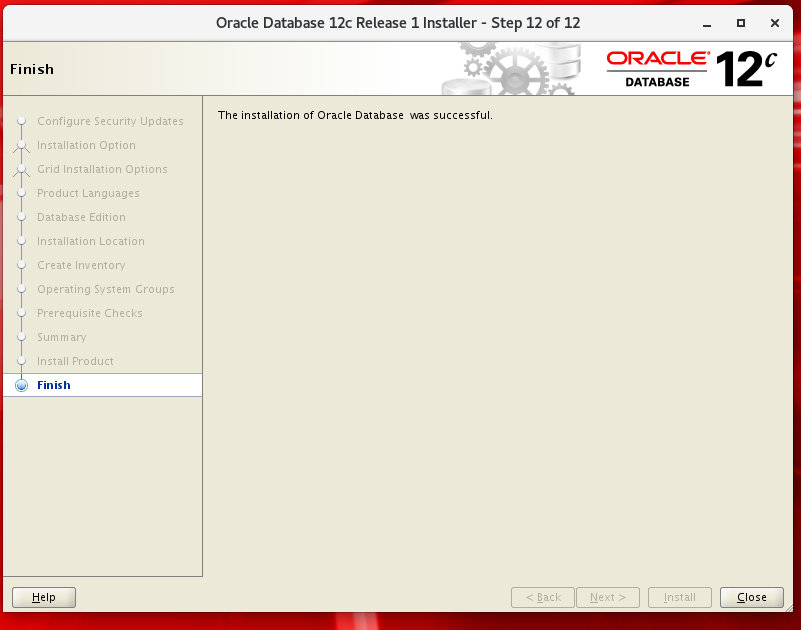 Oracle Database 12c Release 1 Installer - Step 12 of 12
Finish
ORACLE®
DATABASE
12c
Configure Security Updates
Installation Option
Grid Installation Options
Product Languages
Database Edition
Installation Location
Create Inventory
Operating System Groups
Prerequisite Checks
Summary
Install Product
Finish
The installation of Oracle Database  was successful.
Help
< Back
Next >
Install
Close